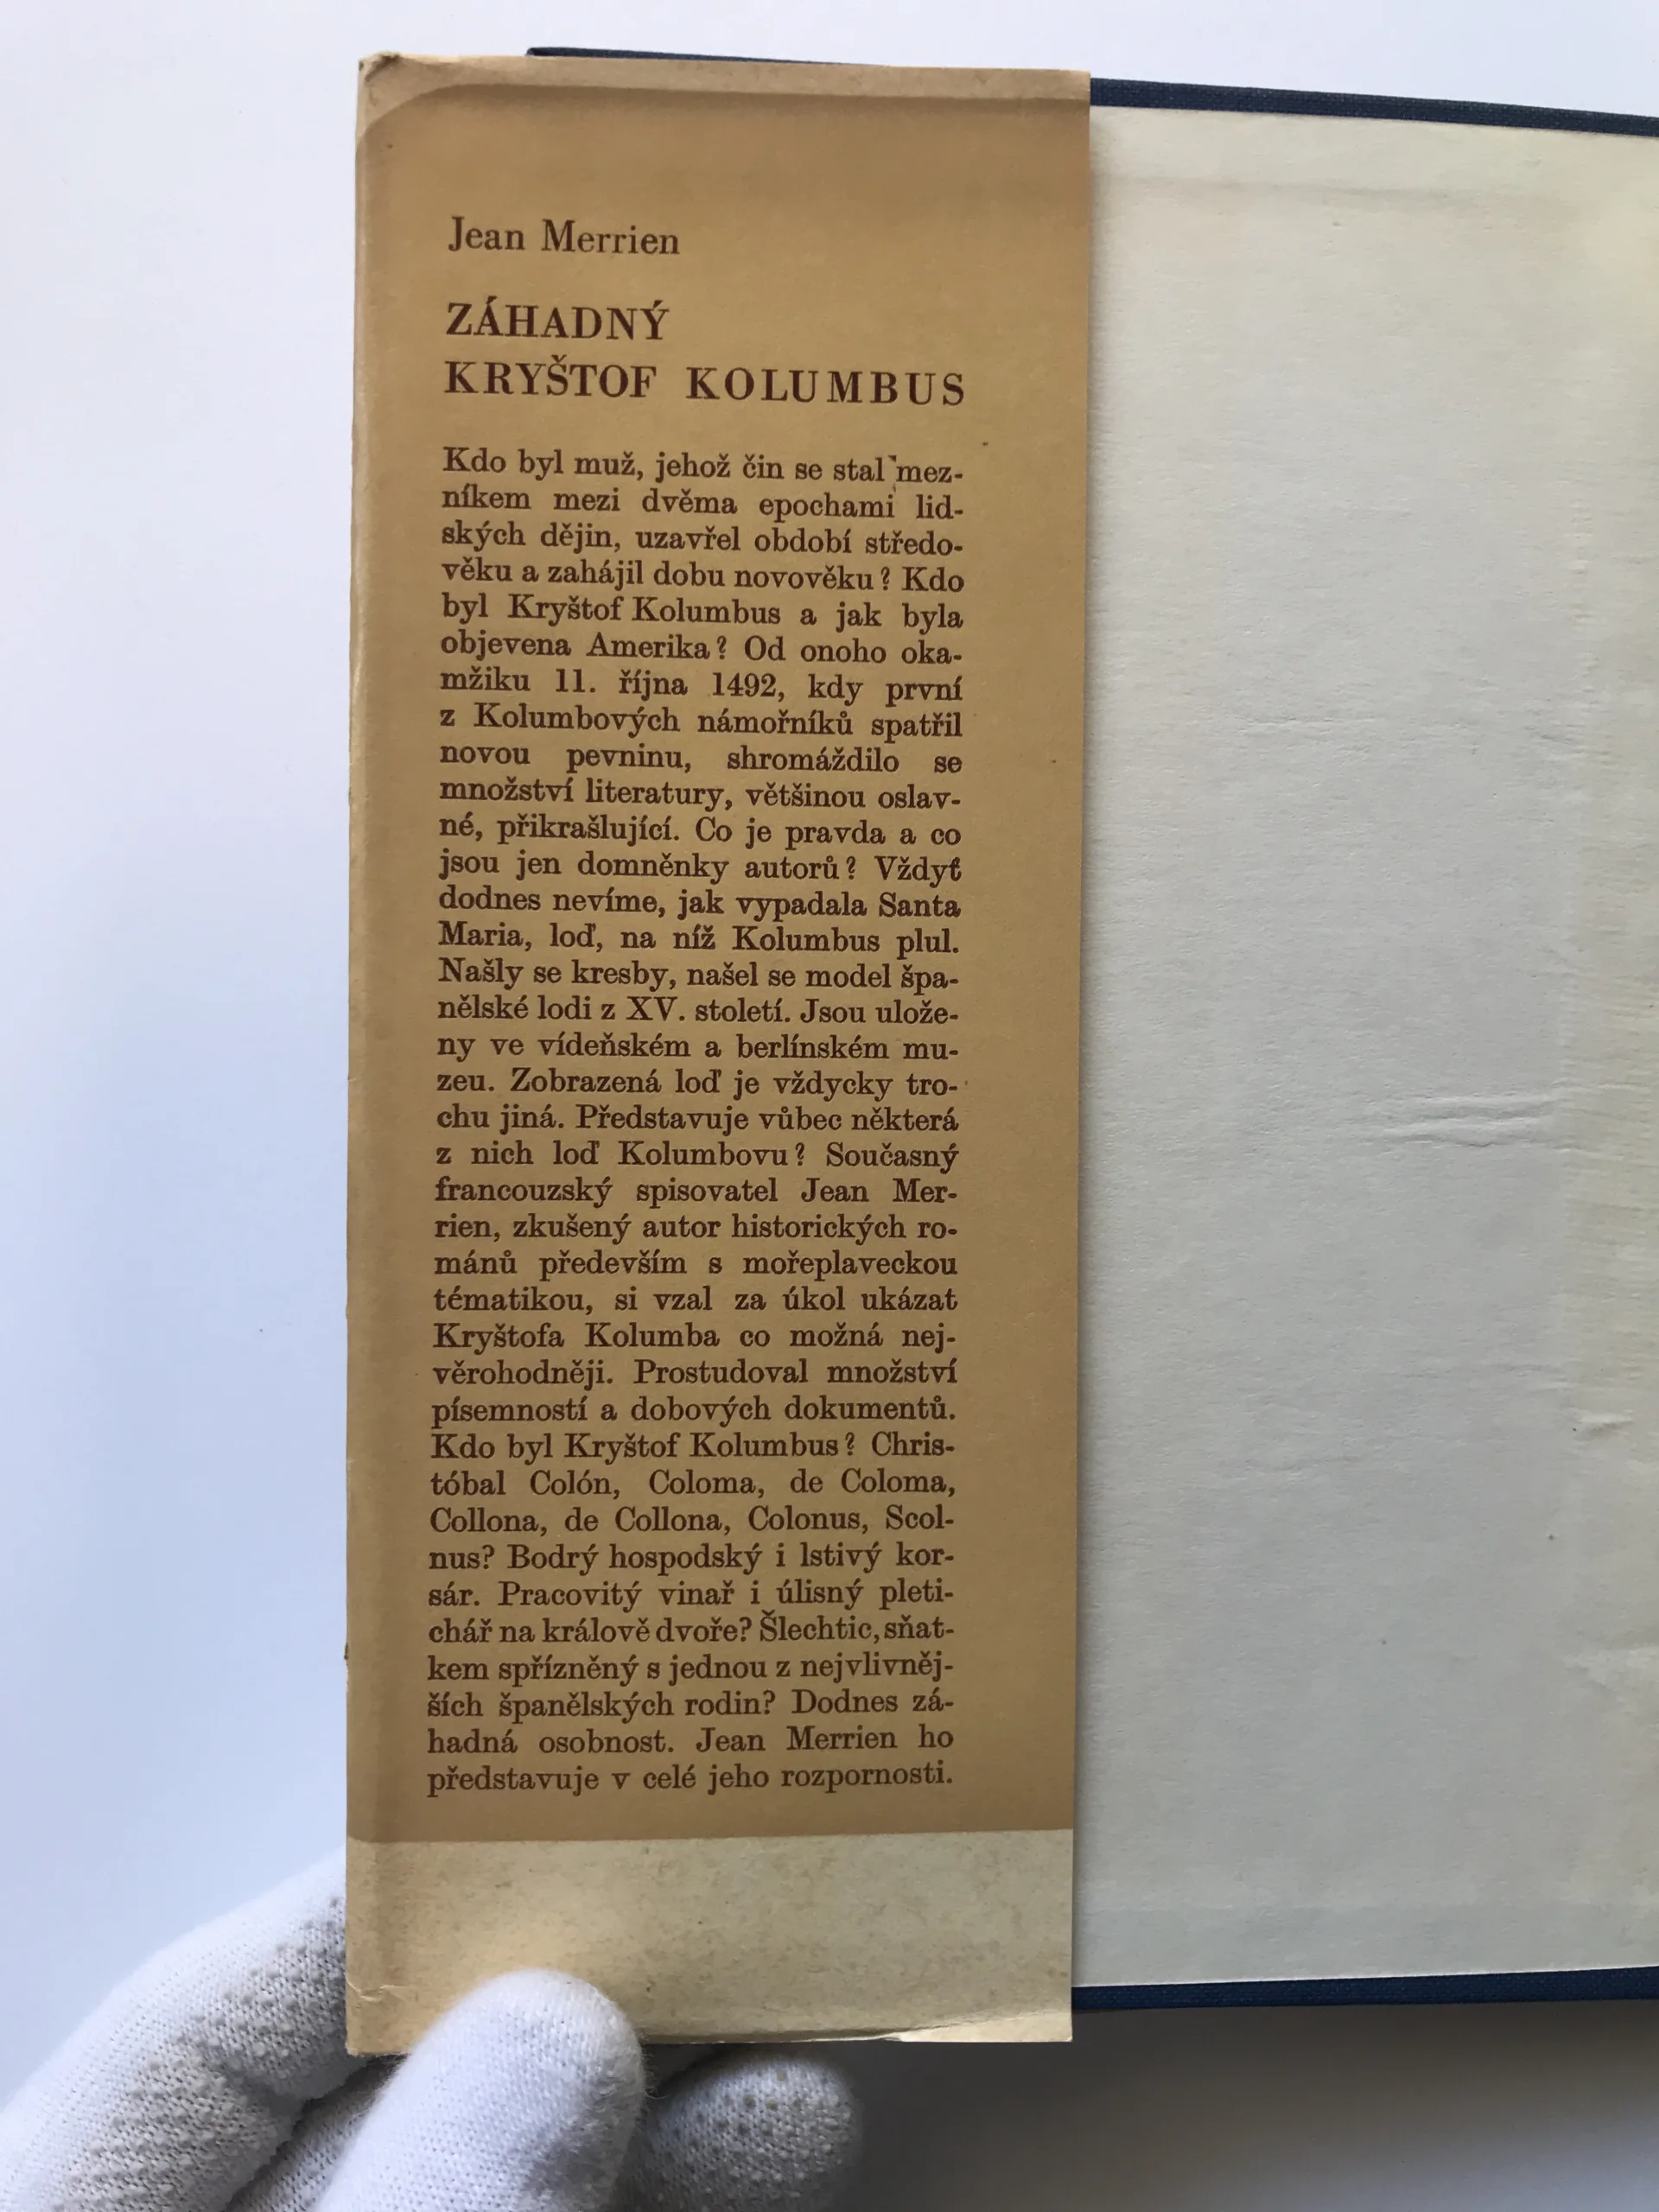 Jean Merrien
ZÁHADNÝ
KRYŠTOF KOLUMBUS
Kdo byl muž, jehož čin se stal mez-
níkem mezi dvěma epochami lid-
ských dějin, uzavřel období středo-
věku a zahájil dobu novověku? Kdo
byl Kryštof Kolumbus a jak byla
objevena Amerika? Od onoho oka-
mžiku 11. října 1492, kdy první
z Kolumbových námořníků spatřil
novou pevninu, shromáždilo se
množství literatury, většinou oslav-
né, přikrašlující. Co je pravda a co
jsou jen domněnky autorů? Vždyť
dodnes nevíme, jak vypadala Santa
Maria, loď, na níž Kolumbus plul.
Našly se kresby, našel se model špa-
nělské lodi z XV. století. Jsou ulože-
ny ve vídeňském a berlínském mu-
zeu. Zobrazená loď je vždycky tro-
chu jiná. Představuje vůbec některá
z nich loď Kolumbovu? Současný
francouzský spisovatel Jean Mer-
rien, zkušený autor historických ro-
mánů především s mořeplaveckou
tématikou, si vzal za úkol ukázat
Kryštofa Kolumba co možná nej-
věrohodněji. Prostudoval množství
písemností a dobových dokumentů.
Kdo byl Kryštof Kolumbus? Chris-
tóbal Colón, Coloma, de Coloma,
Collona, de Collona, Colonus, Scol-
nus? Bodrý hospodský i lstivý kor-
sár. Pracovitý vinař i úlisný pleti-
chář na králově dvoře? Šlechtic, sňat-
kem spřízněný s jednou z nejvlivněj-
ších španělských rodin? Dodnes zá-
hadná osobnost. Jean Merrien ho
představuje v celé jeho rozpornosti.